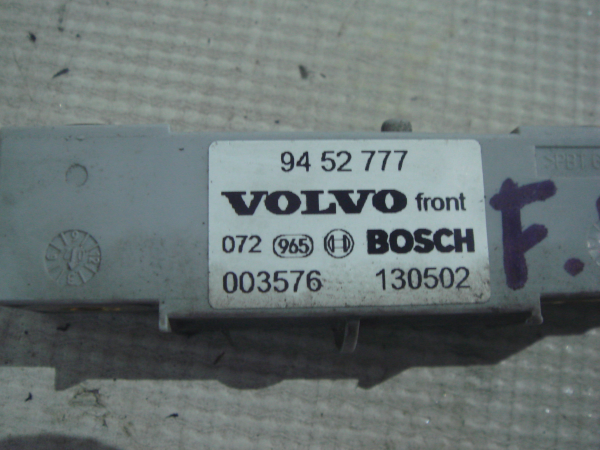 94 52 777
VOLVO front
072 965 BOSCH
003576 130502
F.